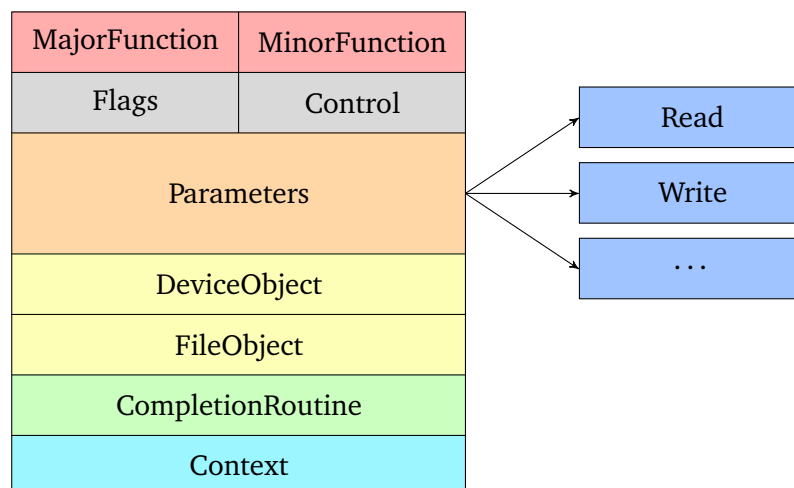 MajorFunction MinorFunction
Flags Control
Parameters
DeviceObject
FileObject
CompletionRoutine
Context
Read
Write
...